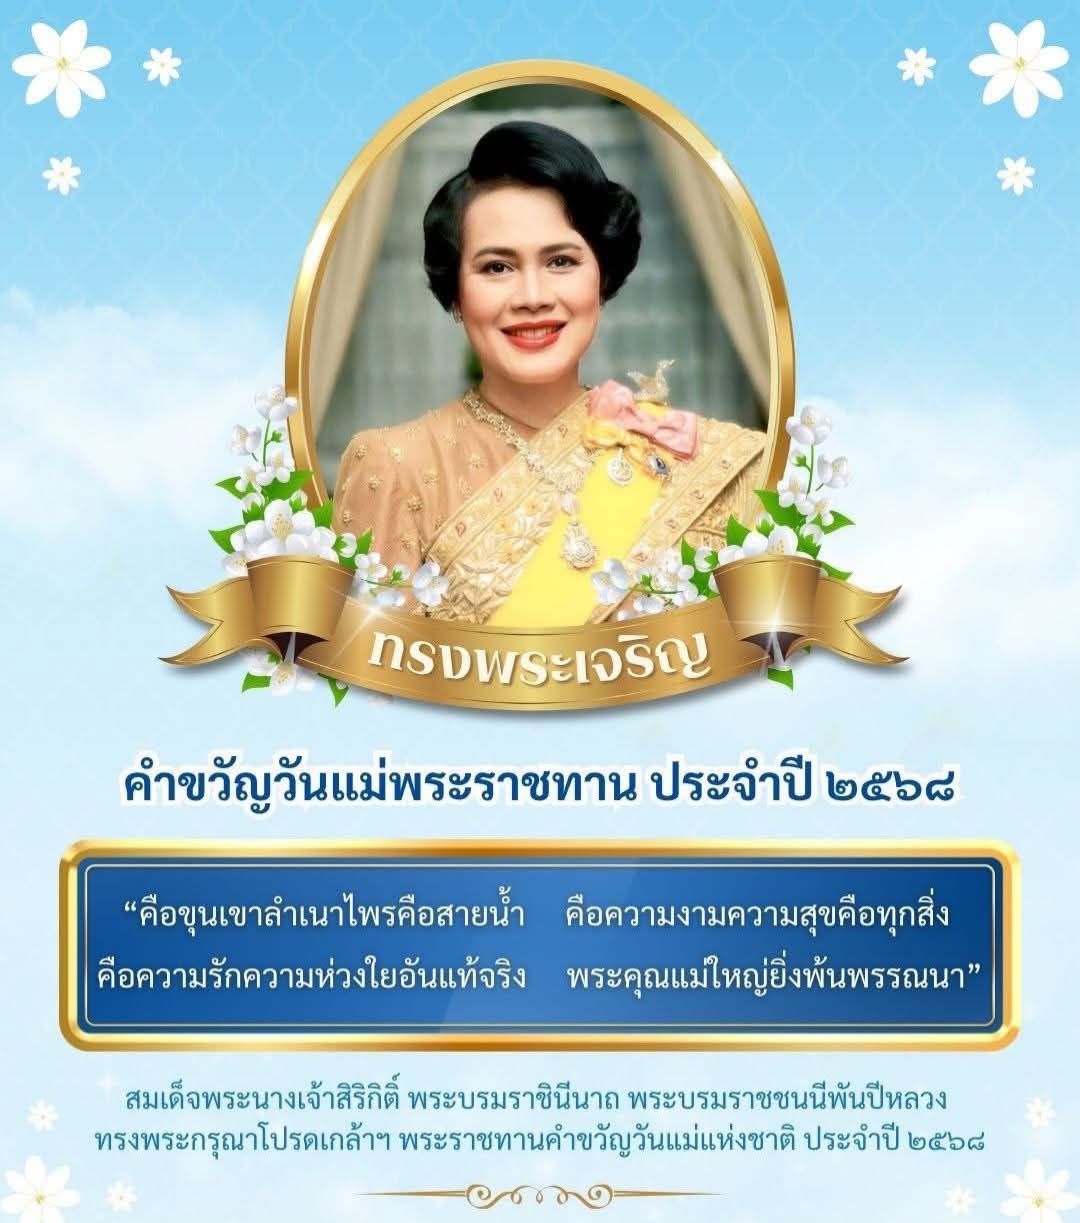 ทรงพระเจริญ
คำขวัญวันแม่พระราชทาน ประจำปี ๒๕๖๘
“คือขุนเขาลำเนาไพรคือสายน้ำ คือความงามความสุขคือทุกสิ่ง
คือความรักความห่วงใยอันแท้จริง พระคุณแม่ใหญ่ยิ่งพ้นพรรณนา”
สมเด็จพระนางเจ้าสิริกิติ์ พระบรมราชินีนาถ พระบรมราชชนนีพันปีหลวง
ทรงพระกรุณาโปรดเกล้าฯ พระราชทานคำขวัญวันแม่แห่งชาติ ประจำปี ๒๕๖๘